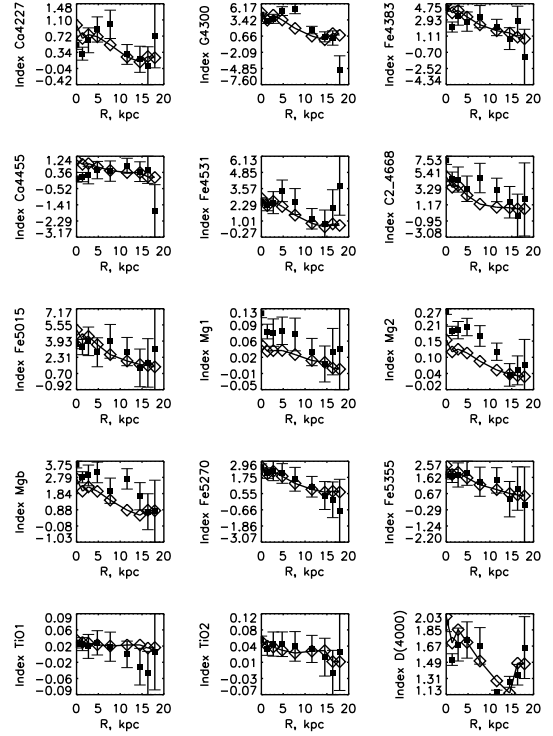 Index Ca4227
1.48
1.10
0.72
0.34
−0.04
−0.42
0 5 10 15 20
R, kpc
Index G4300
6.17
3.42
0.66
−2.09
−4.85
−7.60
0 5 10 15 20
R, kpc
Index Fe4383
4.75
2.93
1.11
−0.70
−2.52
−4.34
0 5 10 15 20
R, kpc
Index Ca4455
1.24
0.36
−0.52
−1.41
−2.29
−3.17
0 5 10 15 20
R, kpc
Index Fe4531
6.13
4.85
3.57
2.29
1.01
−0.27
0 5 10 15 20
R, kpc
Index C2_4668
7.53
5.41
3.29
1.17
−0.95
−3.08
0 5 10 15 20
R, kpc
Index Fe5015
7.17
5.55
3.93
2.31
0.70
−0.92
0 5 10 15 20
R, kpc
Index Mg1
0.13
0.09
0.06
0.02
−0.01
−0.05
0 5 10 15 20
R, kpc
Index Mg2
0.27
0.21
0.15
0.10
0.04
−0.02
0 5 10 15 20
R, kpc
Index Mgb
3.75
2.79
1.84
0.88
−0.08
−1.03
0 5 10 15 20
R, kpc
Index Fe5270
2.96
1.75
0.55
−0.66
−1.86
−3.07
0 5 10 15 20
R, kpc
Index Fe5355
2.57
1.62
0.67
−0.29
−1.24
−2.20
0 5 10 15 20
R, kpc
Index TiO1
0.09
0.06
0.02
−0.02
−0.06
−0.09
0 5 10 15 20
R, kpc
Index TiO2
0.12
0.08
0.04
0.01
−0.03
−0.07
0 5 10 15 20
R, kpc
Index D(4000)
2.03
1.85
1.67
1.49
1.31
1.13
0 5 10 15 20
R, kpc